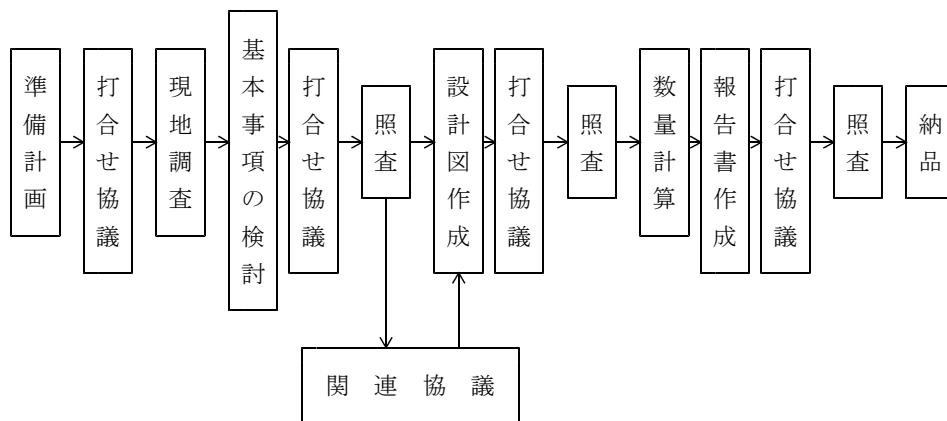 準備計画
打合せ協議
現地調査
基本事項の検討
打合せ協議
照査
設計図作成
打合せ協議
照査
数量計算
報告書作成
打合せ協議
照査
納品
関連協議